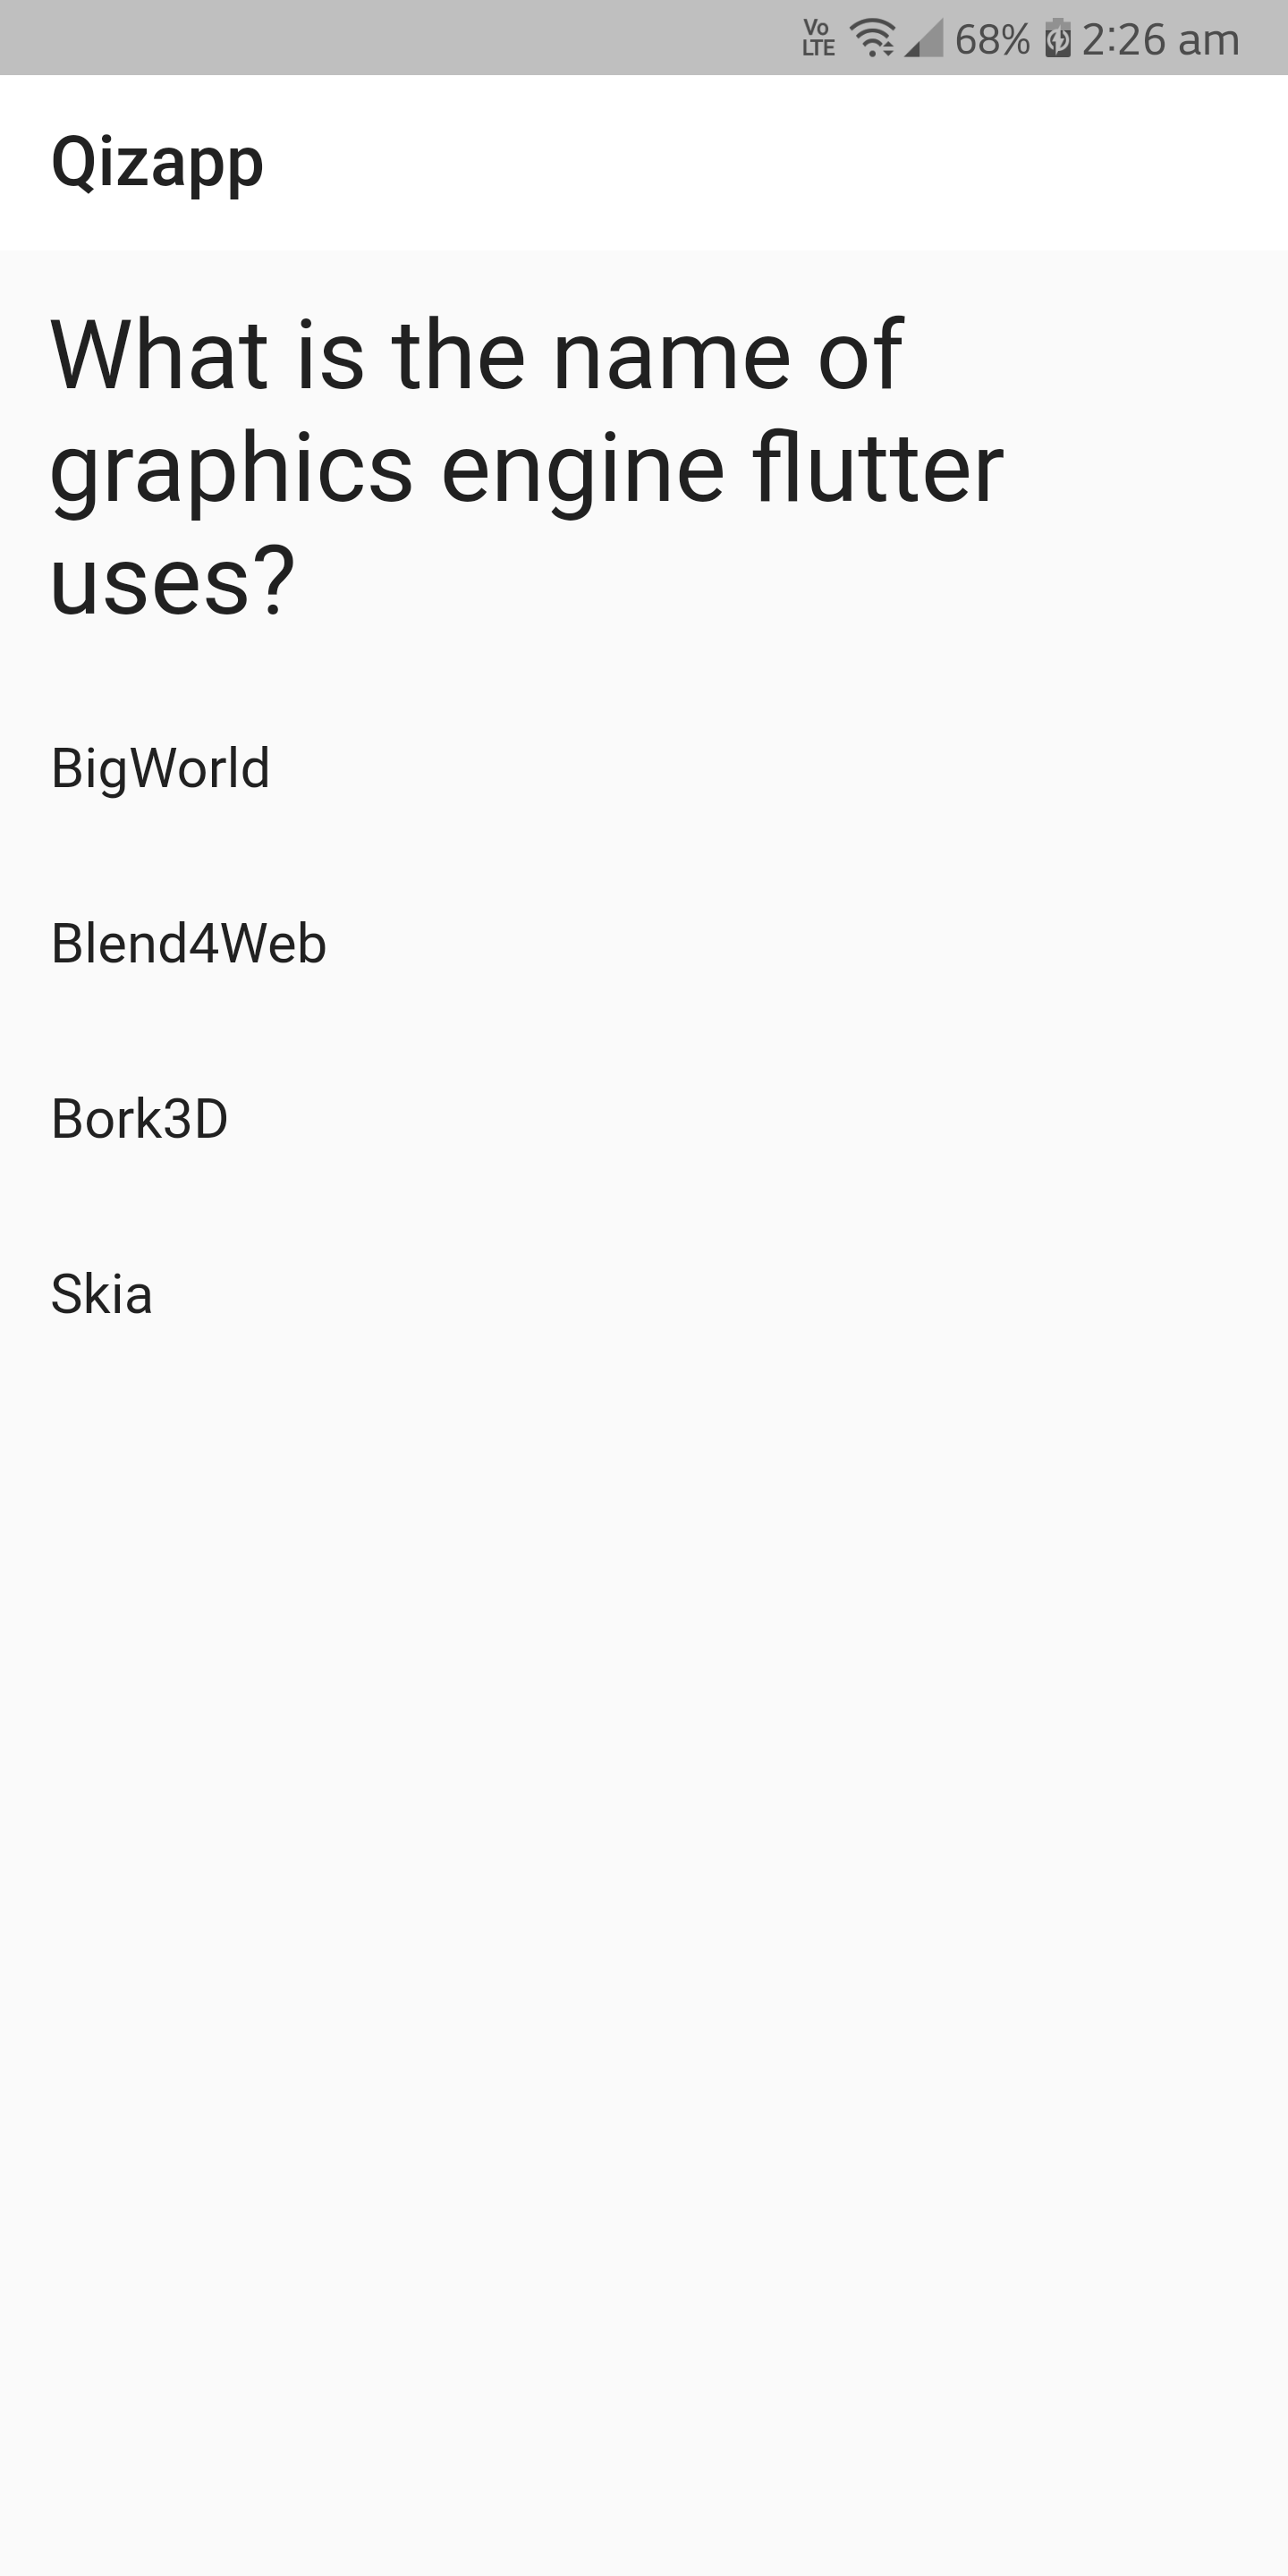 Vo LTE 68% 2:26 am
Qizapp
What is the name of
graphics engine flutter
uses?
BigWorld
Blend4Web
Bork3D
Skia